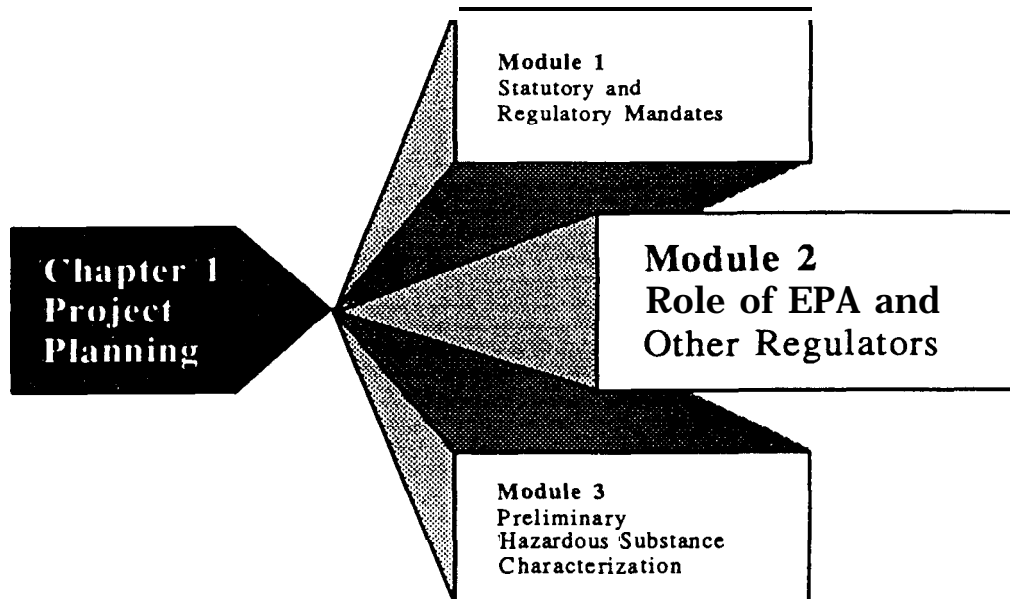 Chapter 1
Project
Planning
Module 1
Statutory and
Regulatory Mandates
Module 2
Role of EPA and
Other Regulators
Module 3
Preliminary
Hazardous Substance
Characterization